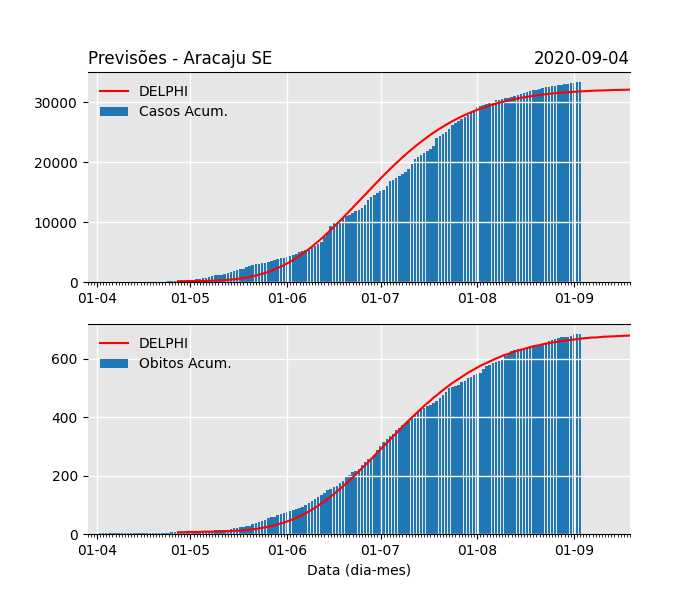 Previsões - Aracaju SE 2020-09-04
DELPHI
Casos Acum.
30000
20000
10000
0
01-04 01-05 01-06 01-07 01-08 01-09
DELPHI
Obitos Acum.
600
400
200
0
01-04 01-05 01-06 01-07 01-08 01-09
Data (dia-mes)